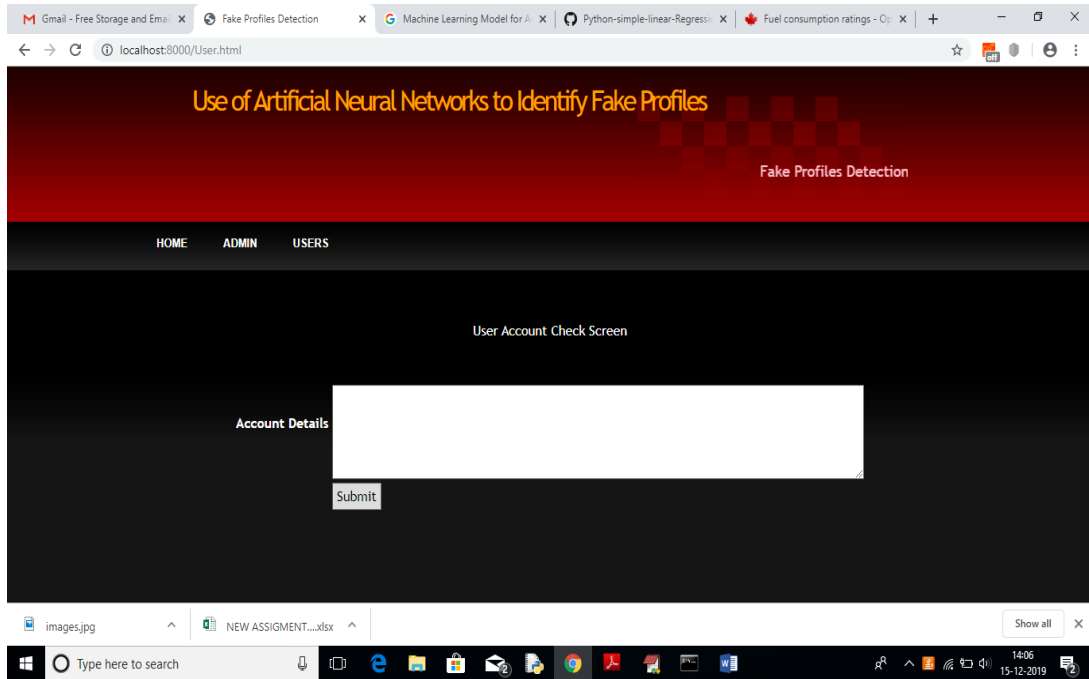 Gmail - Free Storage and Email
Fake Profiles Detection
Machine Learning Model for A
Python-simple-linear-Regressi
Fuel consumption ratings - Op
localhost:8000/User.html
off
Use of Artificial Neural Networks to Identify Fake Profiles
Fake Profiles Detection
HOME ADMIN USERS
User Account Check Screen
Account Details
Submit
images.jpg
NEW ASSIGMENT....xlsx
Show all
Type here to search
14:06
15-12-2019
2